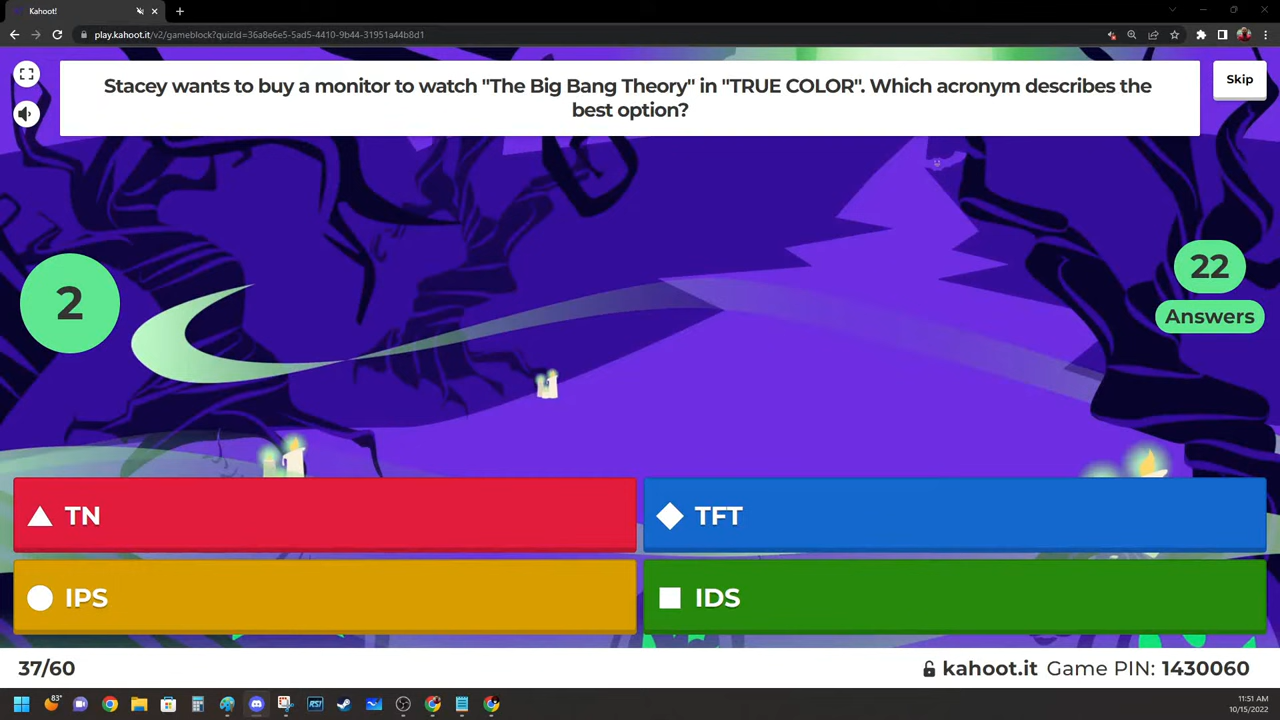 Kahoot!
play.kahoot.it/v2/gameblock?quizId=36a8e6e5-5ad5-4410-9b44-31951a44b8d1
Stacey wants to buy a monitor to watch "The Big Bang Theory" in "TRUE COLOR". Which acronym describes the
best option?
Skip
2
22
Answers
TN
TFT
IPS
IDS
37/60
kahoot.it Game PIN: 1430060
83°
RSI
11:51 AM
10/15/2022